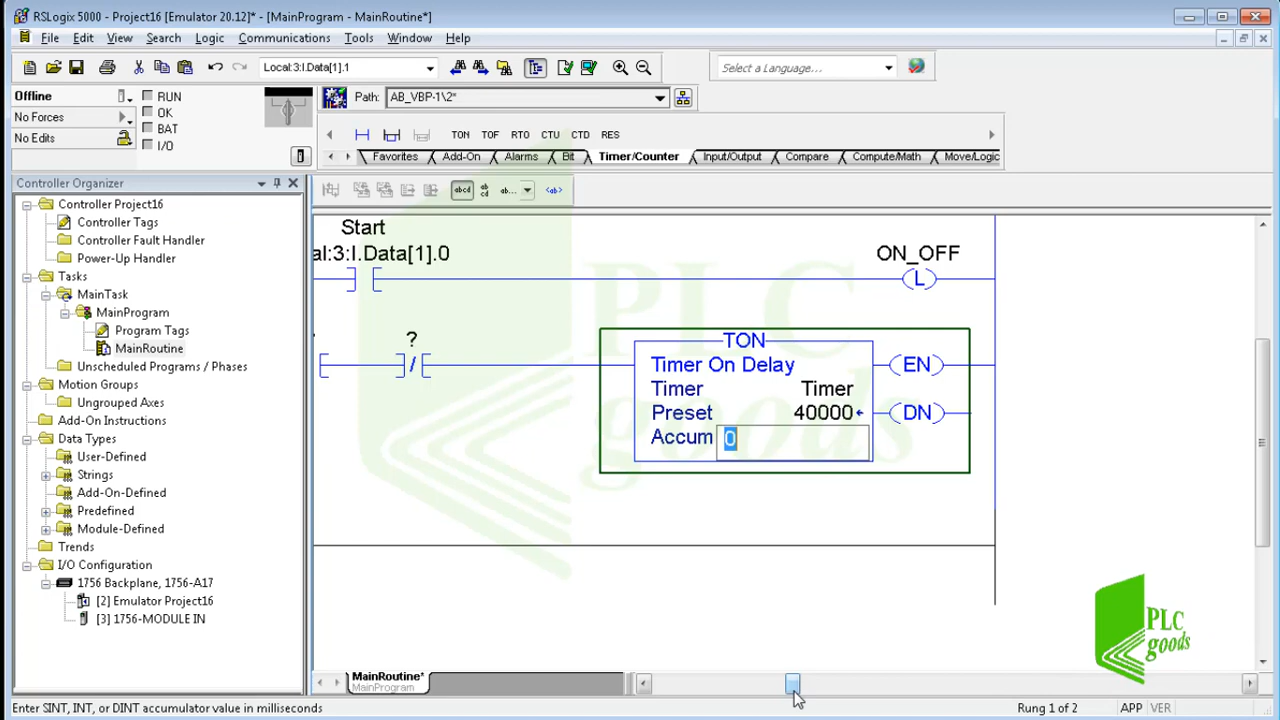 RSLogix 5000 - Project16 [Emulator 20.12]* - [MainProgram - MainRoutine*]
File Edit View Search Logic Communications Tools Window Help
Local:3:I.Data[1].1
Select a Language...
Offline
RUN
No Forces
OK
No Edits
BAT
I/O
Path: AB_VBP-1\2*
TON TOF RTO CTU CTD RES
Favorites Add-On Alarms Bit Timer/Counter Input/Output Compare Compute/Math Move/Logic
Controller Organizer
Controller Project16
Controller Tags
Controller Fault Handler
Power-Up Handler
Tasks
MainTask
MainProgram
Program Tags
MainRoutine
Unscheduled Programs / Phases
Motion Groups
Ungrouped Axes
Add-On Instructions
Data Types
User-Defined
Strings
Add-On-Defined
Predefined
Module-Defined
Trends
I/O Configuration
1756 Backplane, 1756-A17
[2] Emulator Project16
[3] 1756-MODULE IN
abcd ab cd ab... <ab>
Start
al:3:I.Data[1].0
ON_OFF
L
?
/
TON
Timer On Delay
EN
Timer Timer
Preset 40000
DN
Accum 0
PLC
goods
PLC
goods
MainRoutine*
MainProgram
Enter SINT, INT, or DINT accumulator value in milliseconds
Rung 1 of 2 APP VER